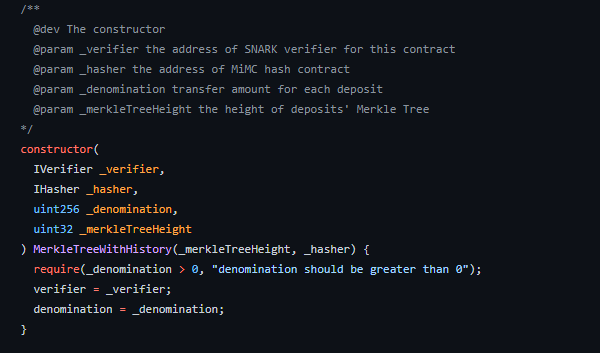 /**
@dev The constructor
@param _verifier the address of SNARK verifier for this contract
@param _hasher the address of MiMC hash contract
@param _denomination transfer amount for each deposit
@param _merkleTreeHeight the height of deposits' Merkle Tree
*/
constructor(
IVerifier _verifier,
IHasher _hasher,
uint256 _denomination,
uint32 _merkleTreeHeight
) MerkleTreeWithHistory(_merkleTreeHeight, _hasher) {
require(_denomination > 0, "denomination should be greater than 0");
verifier = _verifier;
denomination = _denomination;
}